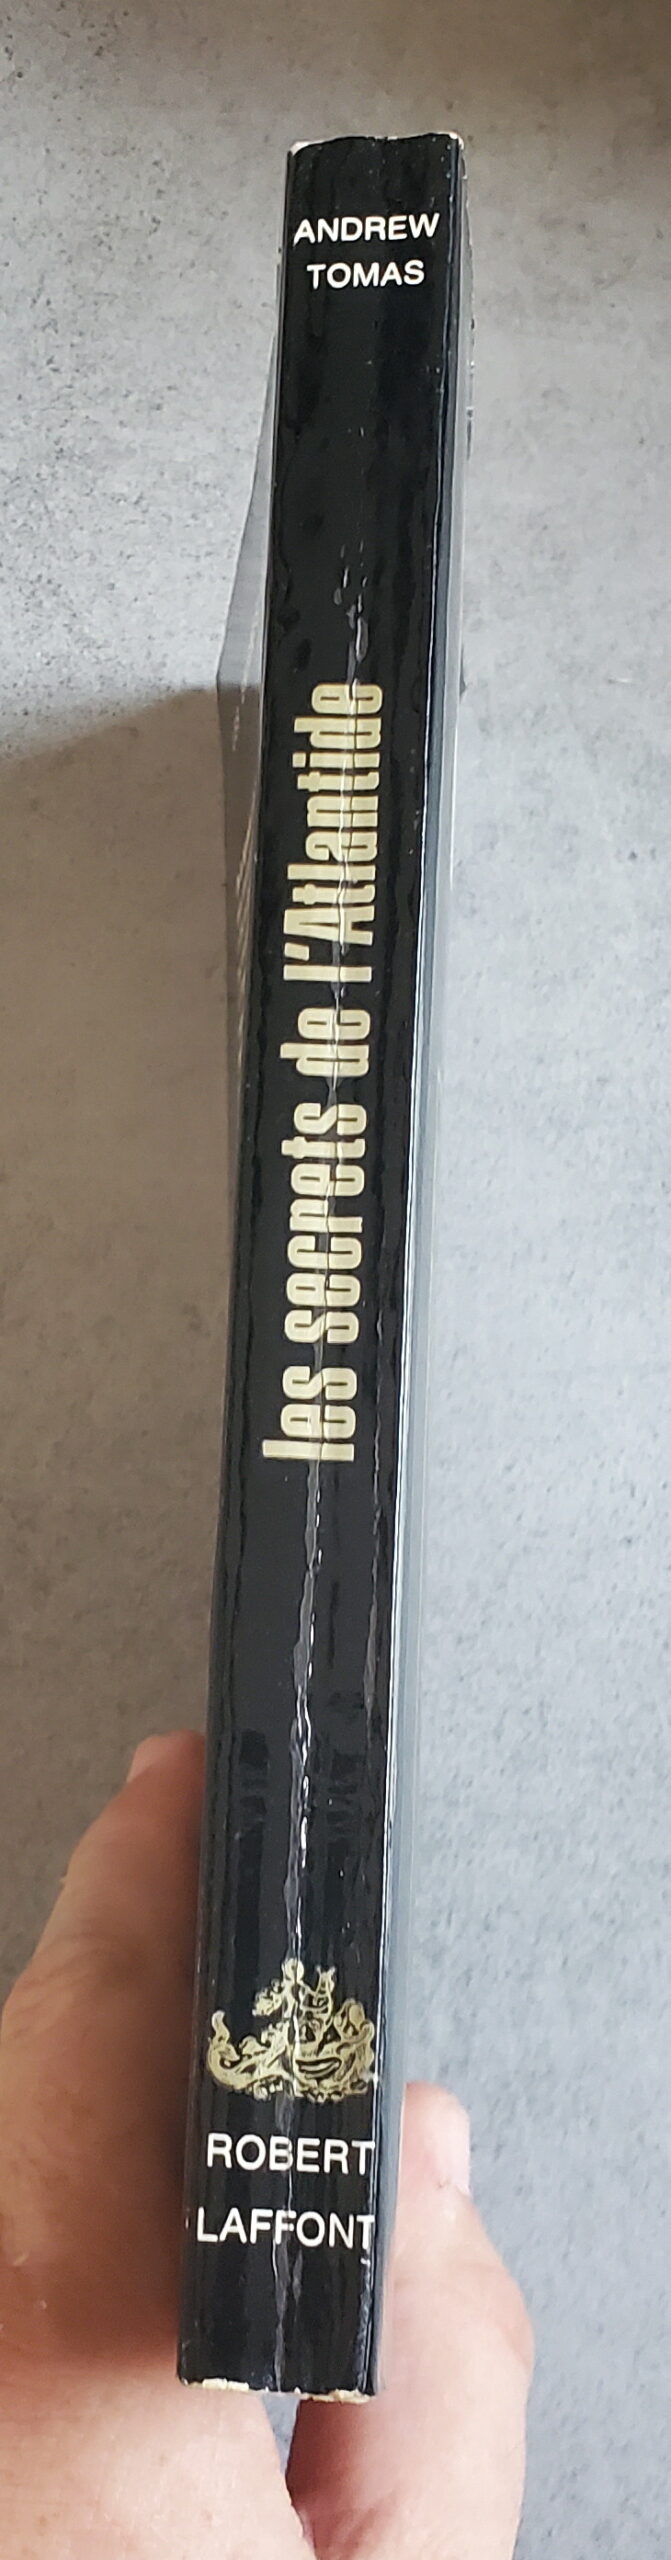 ANDREW
TOMAS
les secrets de l'Atlantide
ROBERT
LAFFONT